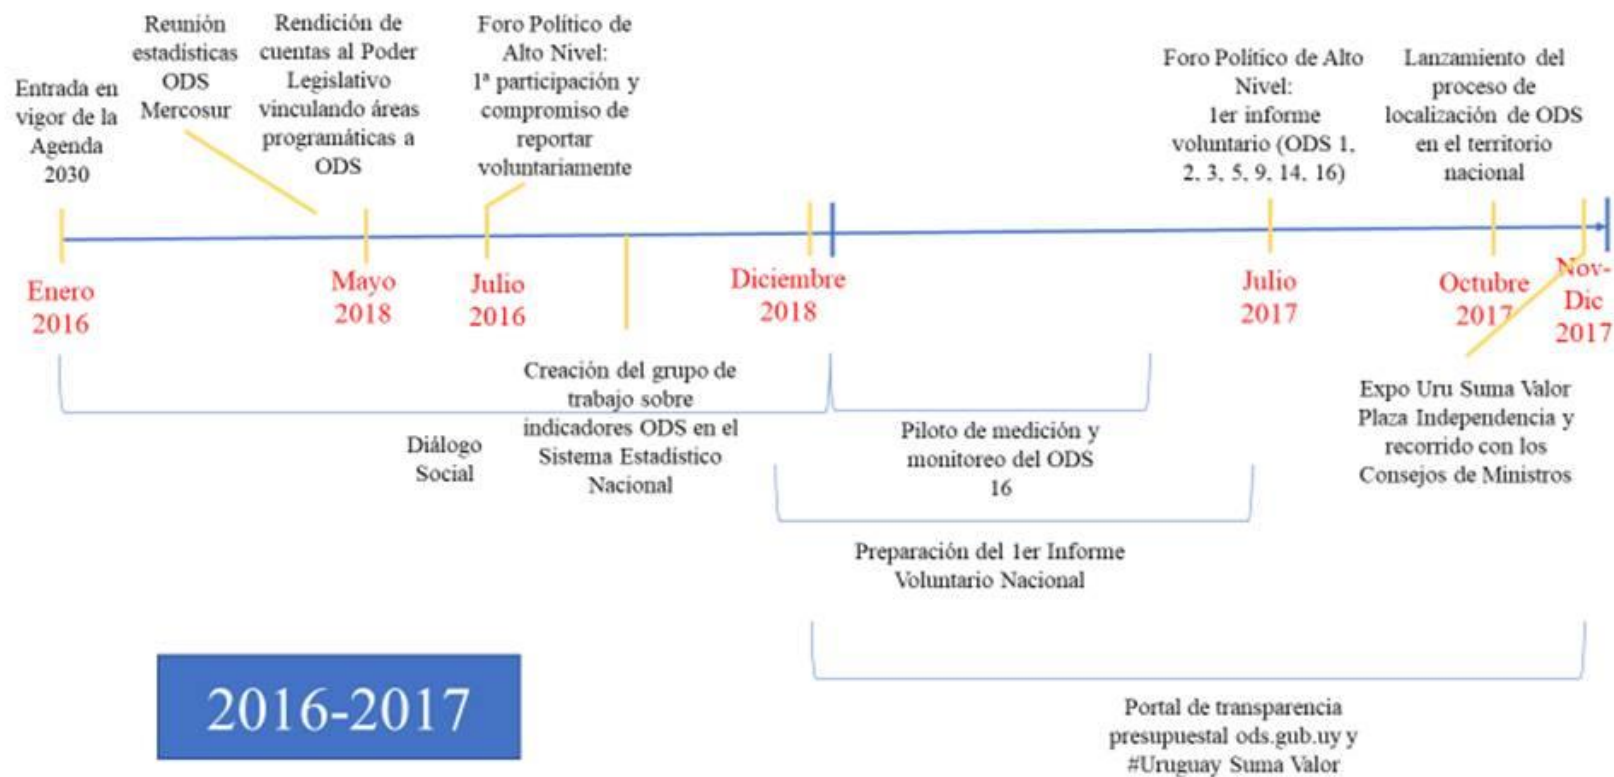 Entrada en
vigor de la
Agenda
2030
Reunión
estadísticas
ODS
Mercosur
Rendición de
cuentas al Poder
Legislativo
vinculando áreas
programáticas a
ODS
Foro Político de
Alto Nivel:
1ª participación y
compromiso de
reportar
voluntariamente
Foro Político de Alto
Nivel:
1er informe
voluntario (ODS 1,
2, 3, 5, 9, 14, 16)
Lanzamiento del
proceso de
localización de ODS
en el territorio
nacional
Enero
2016
Mayo
2018
Julio
2016
Diciembre
2018
Julio
2017
Octubre
2017
Nov-
Dic
2017
Diálogo
Social
Creación del grupo de
trabajo sobre
indicadores ODS en el
Sistema Estadístico
Nacional
Piloto de medición y
monitoreo del ODS
16
Expo Uru Suma Valor
Plaza Independencia y
recorrido con los
Consejos de Ministros
Preparación del 1er Informe
Voluntario Nacional
2016-2017
Portal de transparencia
presupuestal ods.gub.uy y
#Uruguay Suma Valor